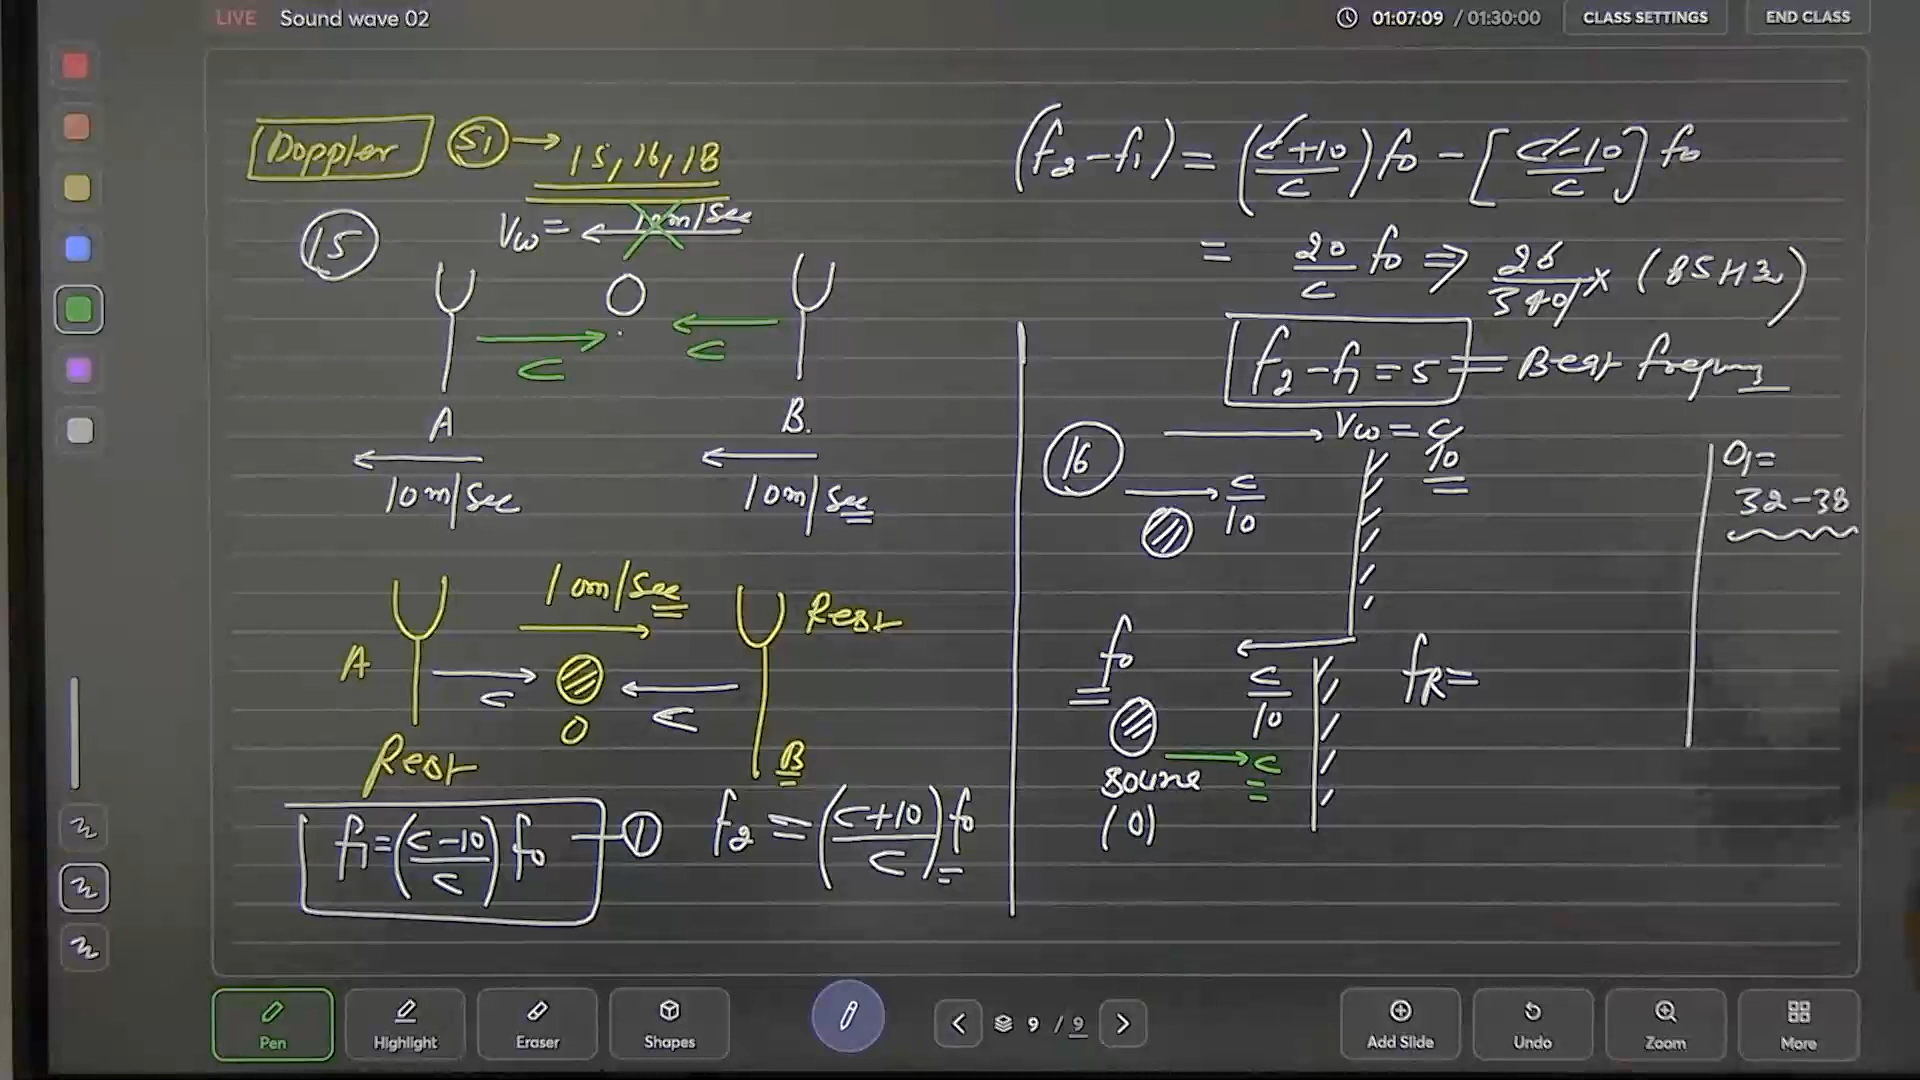 LIVE Sound wave 02
01:07:09 / 01:30:00 CLASS SETTINGS END CLASS
Doppler S1 → 15, 16, 18
15
Vw = 10m/sec
A B.
C C
10m/sec 10m/sec
10m/sec
A Rest
C C
O
Rest B
f1 = (C-10/C) f0 — 1 f2 = (C+10/C) f0
(f2 - f1) = (C+10/C) f0 - [C-10/C] f0
= 20/C f0 ⇒ 20/340 × (85Hz)
f2 - f1 = 5 = Beat
16 Vw = C/10
C/10
Q1 =
32-38
f0 C/10 fR =
C
source
(0)
Pen Highlight Eraser Shapes 9 / 9 Add Slide Undo Zoom More